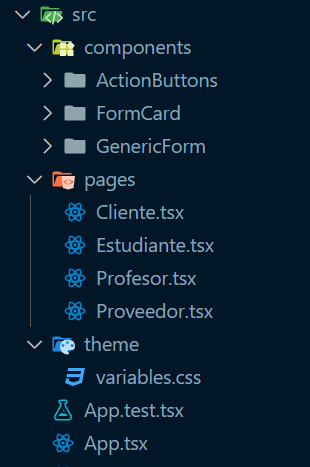 src
components
ActionButtons
FormCard
GenericForm
pages
Cliente.tsx
Estudiante.tsx
Profesor.tsx
Proveedor.tsx
theme
variables.css
App.test.tsx
App.tsx